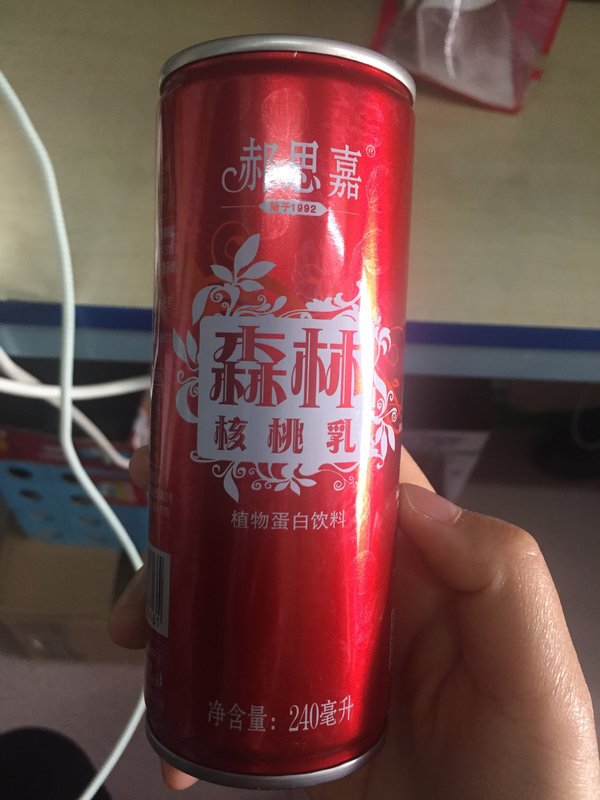 郝思嘉®
始于1992
森林
核桃乳
植物蛋白饮料
净含量：240毫升